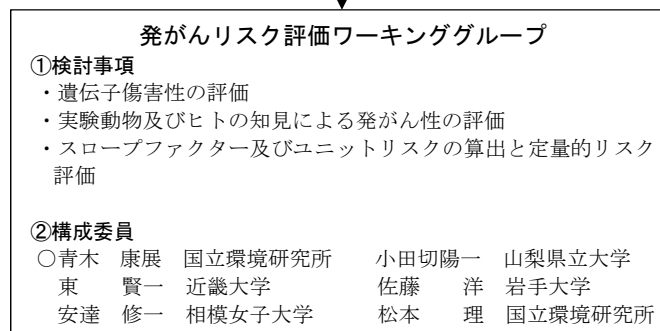 発がんリスク評価ワーキンググループ
①検討事項
・遺伝子傷害性の評価
・実験動物及びヒトの知見による発がん性の評価
・スロープファクター及びユニットリスクの算出と定量的リスク
評価
②構成委員
○青木 康展 国立環境研究所 小田切陽一 山梨県立大学
東 賢一 近畿大学 佐藤 洋 岩手大学
安達 修一 相模女子大学 松本 理 国立環境研究所